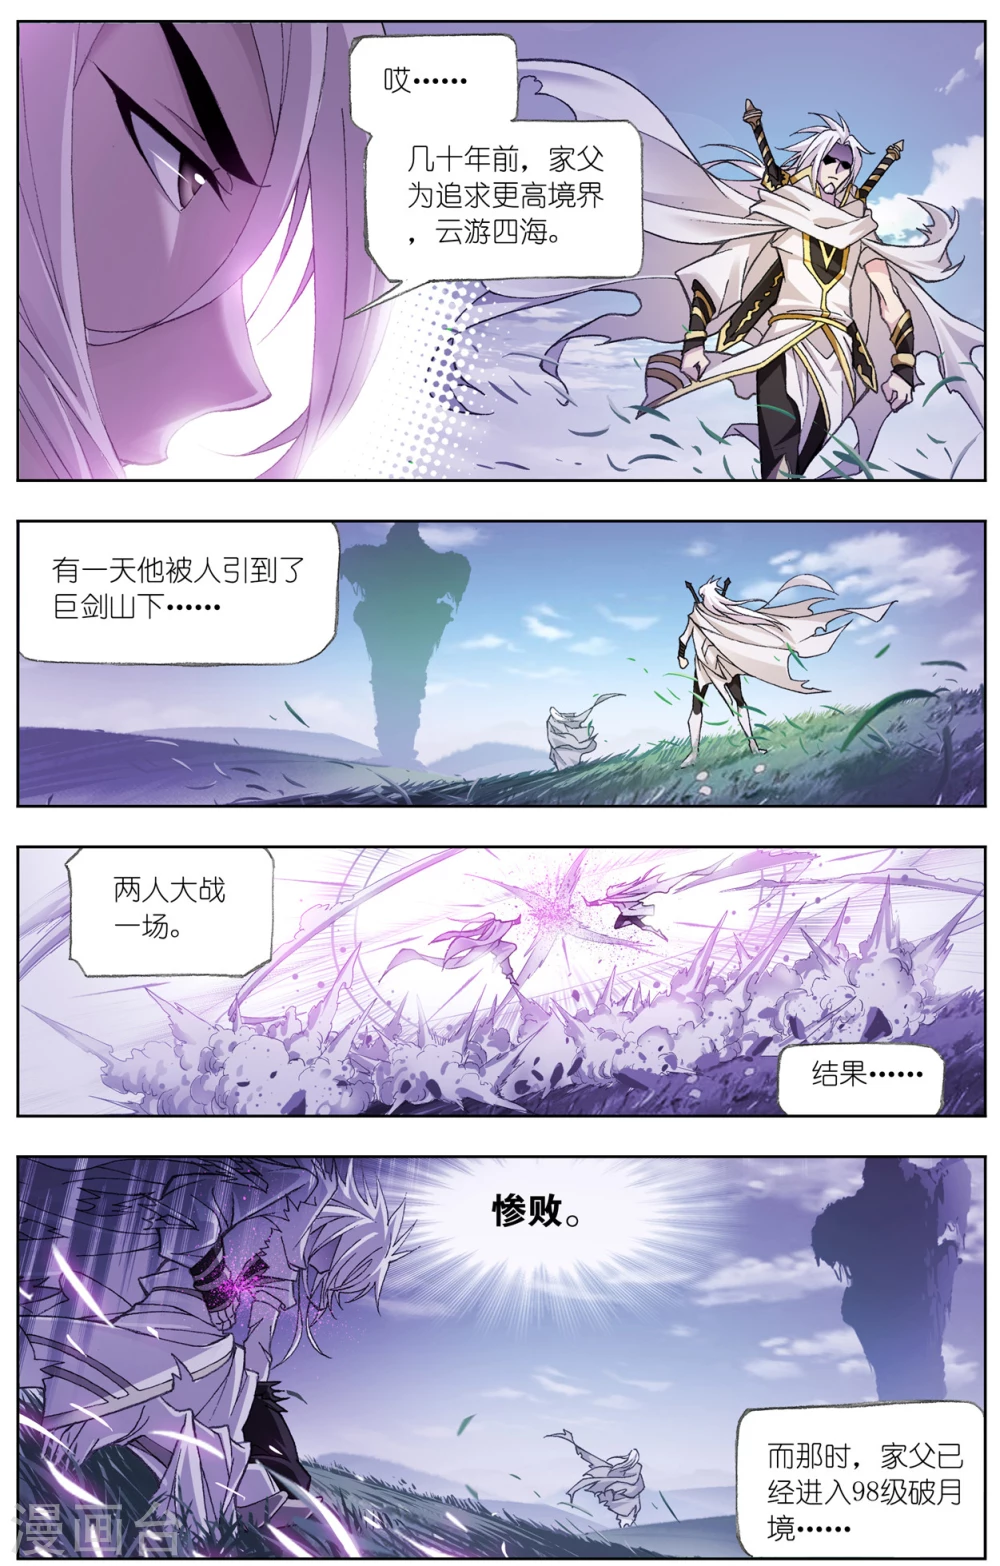 哎······
几十年前，家父
为追求更高境界
，云游四海。
有一天他被人引到了
巨剑山下······
两人大战
一场。
结果······
惨败。
而那时，家父已
经进入98级破月
境······
漫画台